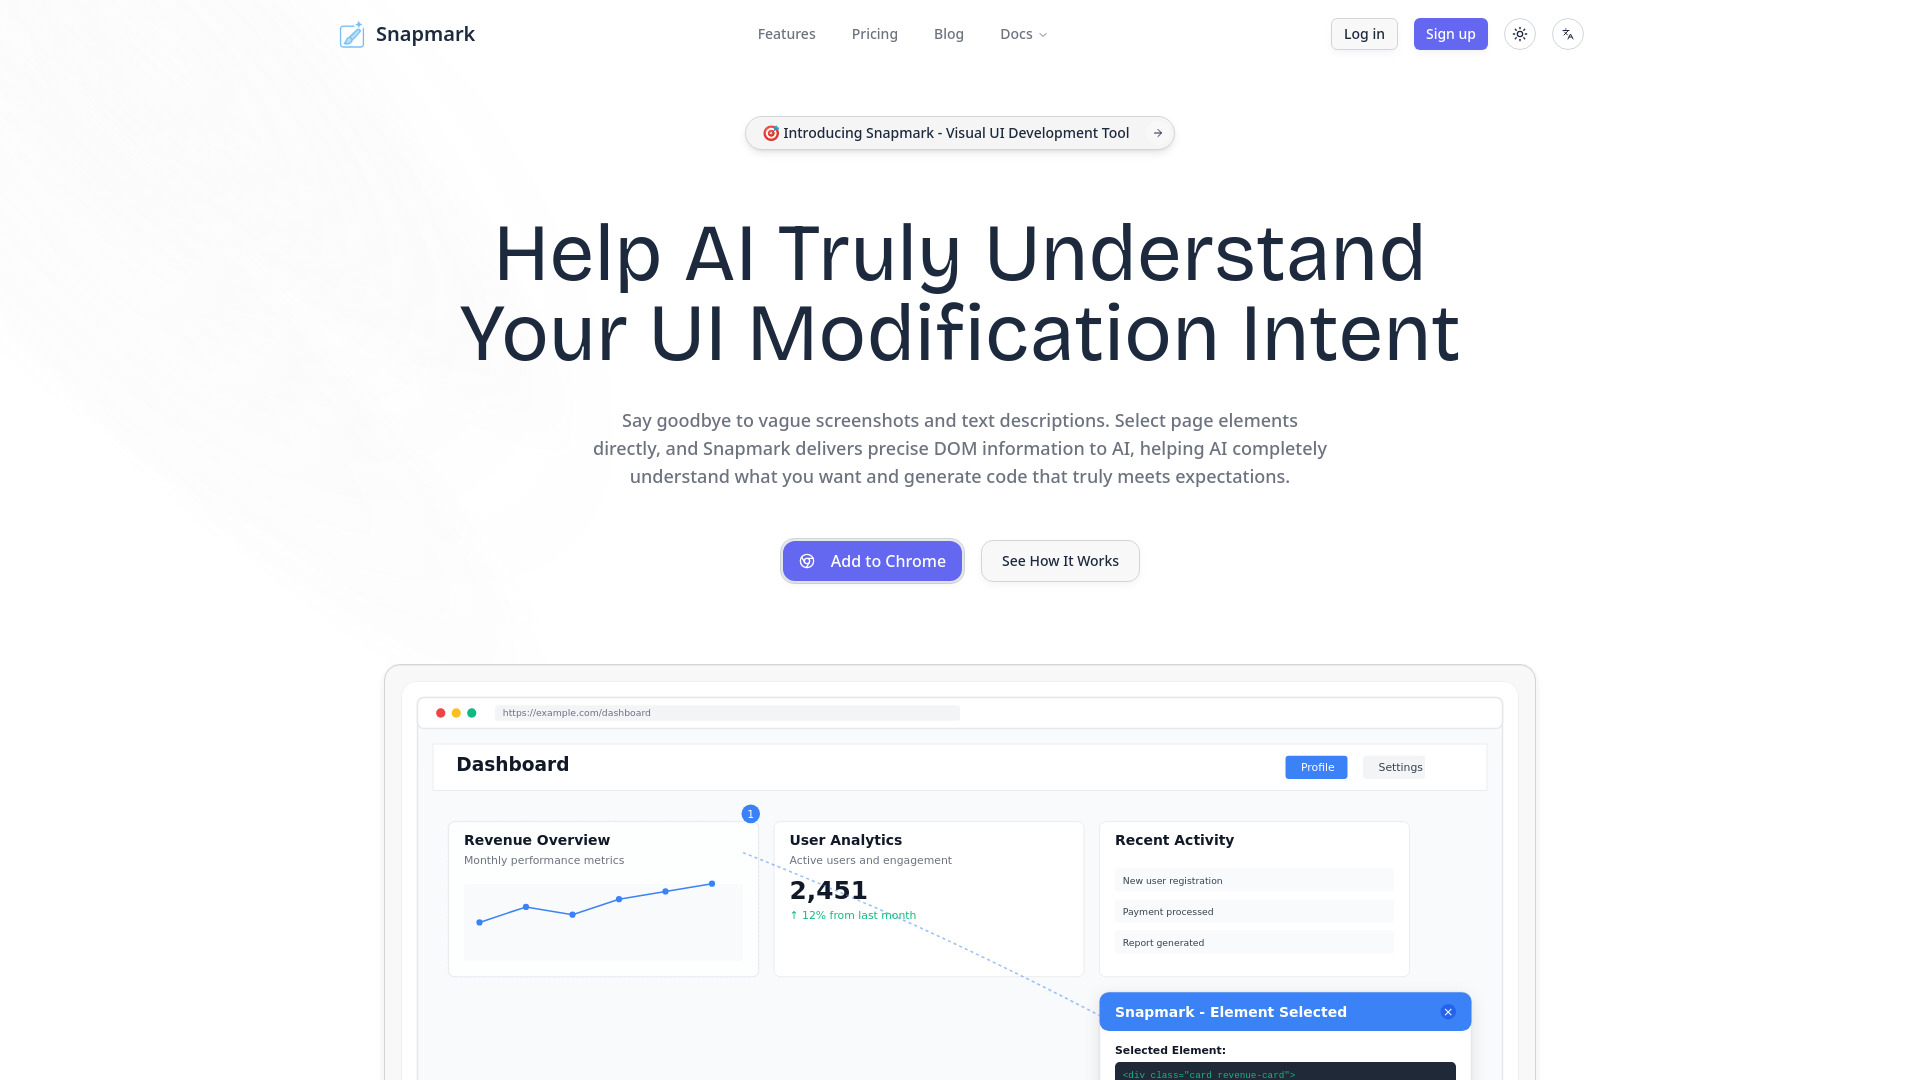 Snapmark
Features
Pricing
Blog
Docs
Log in
Sign up
🎯 Introducing Snapmark - Visual UI Development Tool
Help AI Truly Understand
Your UI Modification Intent
Say goodbye to vague screenshots and text descriptions. Select page elements
directly, and Snapmark delivers precise DOM information to AI, helping AI completely
understand what you want and generate code that truly meets expectations.
Add to Chrome
See How It Works
https://example.com/dashboard
Dashboard
Profile
Settings
1
Revenue Overview
Monthly performance metrics
User Analytics
Active users and engagement
2,451
↑ 12% from last month
Recent Activity
New user registration
Payment processed
Report generated
Snapmark - Element Selected
Selected Element:
<div class="card revenue-card">